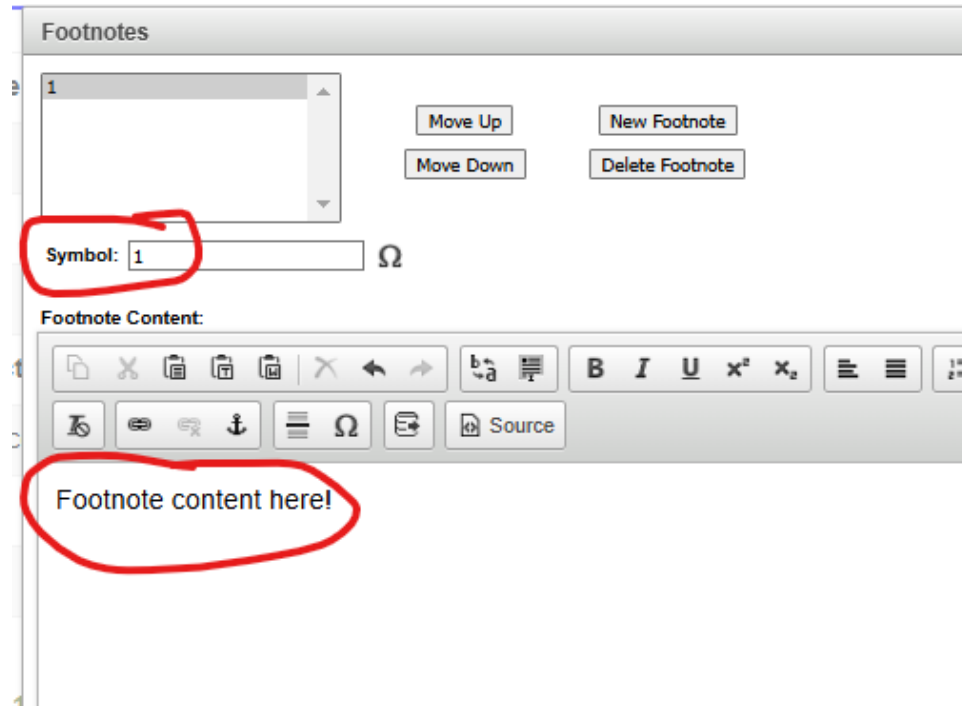 Footnotes
1
Move Up
New Footnote
Move Down
Delete Footnote
Symbol: 1 Ω
Footnote Content:
B I U x² x₂
Ω Source
Footnote content here!